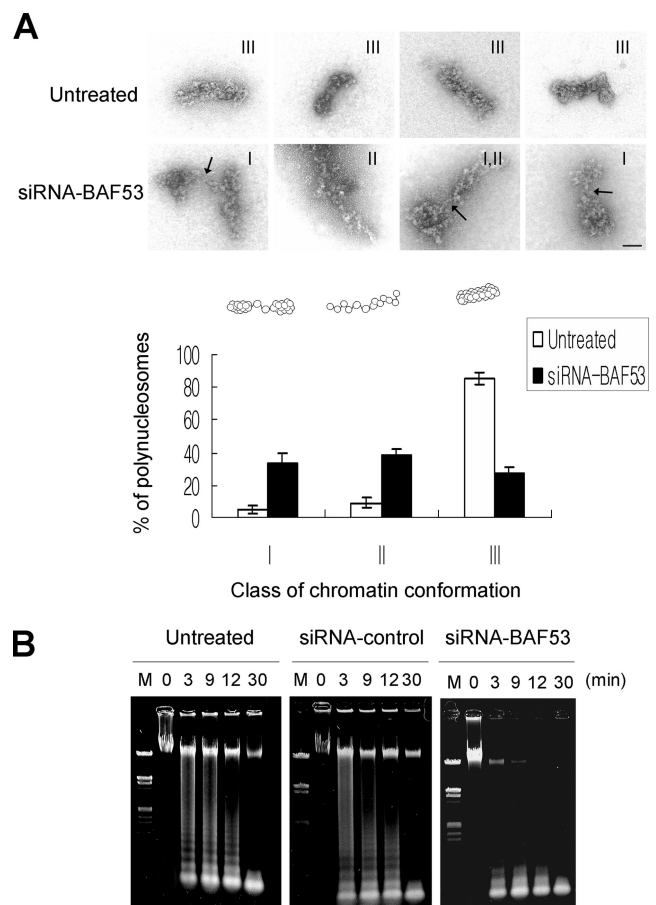 A
III III III III
Untreated
I II I,II I
siRNA-BAF53
Untreated
siRNA-BAF53
% of polynucleosomes
100
80
60
40
20
0
I II III
Class of chromatin conformation
B
Untreated siRNA-control siRNA-BAF53
M 0 3 9 12 30 M 0 3 9 12 30 M 0 3 9 12 30 (min)